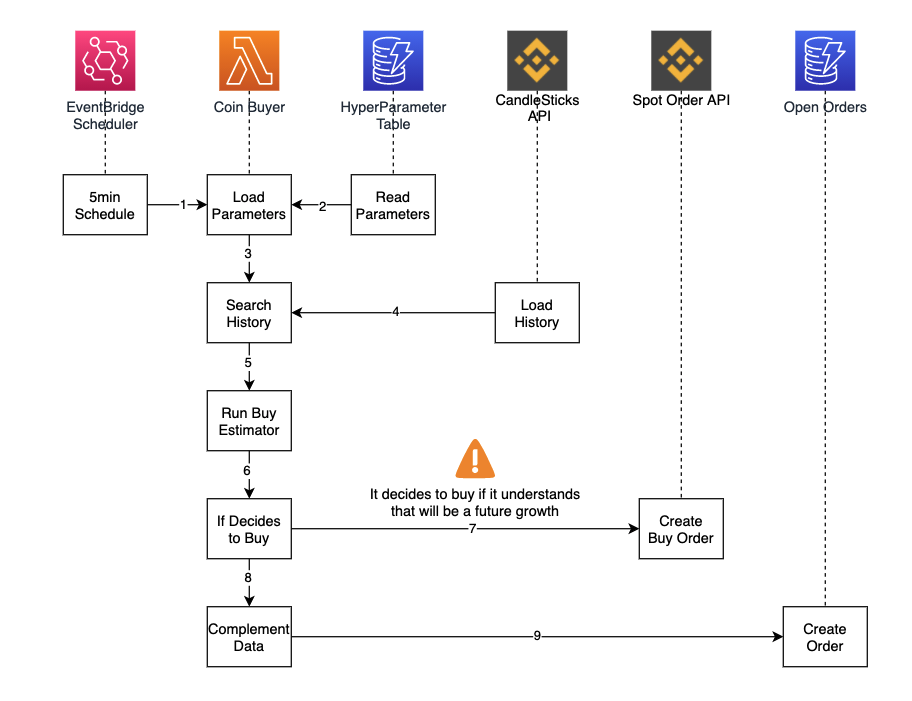 EventBridge
Scheduler
Coin Buyer
HyperParameter
Table
CandleSticks
API
Spot Order API
Open Orders
5min
Schedule
1
Load
Parameters
2
Read
Parameters
3
Search
History
4
Load
History
5
Run Buy
Estimator
6
It decides to buy if it understands
that will be a future growth
If Decides
to Buy
7
Create
Buy Order
8
Complement
Data
9
Create
Order